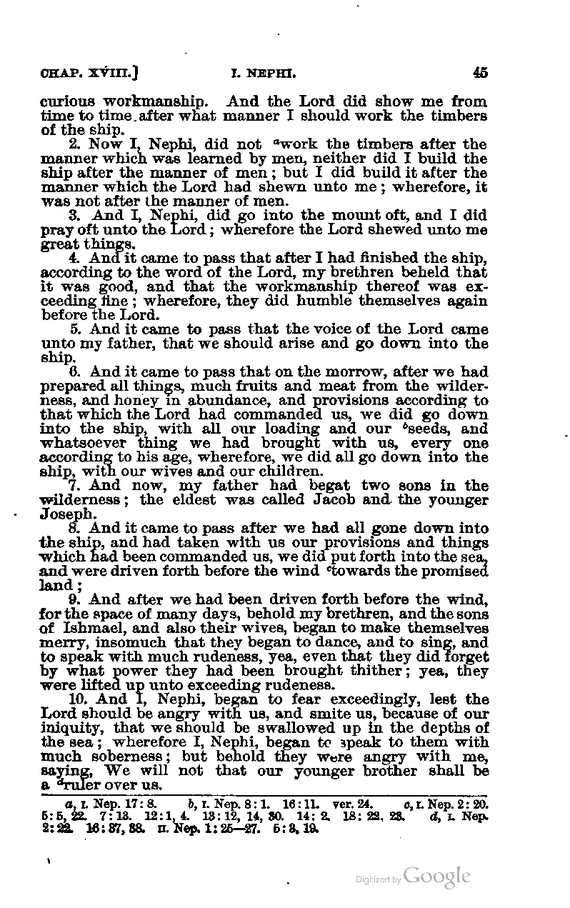 CHAP. XVIII.] I. NEPHI. 45
curious workmanship. And the Lord did show me from
time to time after what manner I should work the timbers
of the ship.
2. Now I, Nephi, did not ᵃwork the timbers after the
manner which was learned by men, neither did I build the
ship after the manner of men; but I did build it after the
manner which the Lord had shewn unto me; wherefore, it
was not after the manner of men.
3. And I, Nephi, did go into the mount oft, and I did
pray oft unto the Lord; wherefore the Lord shewed unto me
great things.
4. And it came to pass that after I had finished the ship,
according to the word of the Lord, my brethren beheld that
it was good, and that the workmanship thereof was ex-
ceeding fine; wherefore, they did humble themselves again
before the Lord.
5. And it came to pass that the voice of the Lord came
unto my father, that we should arise and go down into the
ship.
6. And it came to pass that on the morrow, after we had
prepared all things, much fruits and meat from the wilder-
ness, and honey in abundance, and provisions according to
that which the Lord had commanded us, we did go down
into the ship, with all our loading and our ᵇseeds, and
whatsoever thing we had brought with us, every one
according to his age, wherefore, we did all go down into the
ship, with our wives and our children.
7. And now, my father had begat two sons in the
wilderness; the eldest was called Jacob and the younger
Joseph.
8. And it came to pass after we had all gone down into
the ship, and had taken with us our provisions and things
which had been commanded us, we did put forth into the sea,
and were driven forth before the wind ᶜtowards the promised
land;
9. And after we had been driven forth before the wind,
for the space of many days, behold my brethren, and the sons
of Ishmael, and also their wives, began to make themselves
merry, insomuch that they began to dance, and to sing, and
to speak with much rudeness, yea, even that they did forget
by what power they had been brought thither; yea, they
were lifted up unto exceeding rudeness.
10. And I, Nephi, began to fear exceedingly, lest the
Lord should be angry with us, and smite us, because of our
iniquity, that we should be swallowed up in the depths of
the sea; wherefore I, Nephi, began to speak to them with
much soberness; but behold they were angry with me,
saying, We will not that our younger brother shall be
a ᵈruler over us.
a, I. Nep. 17: 8. b, I. Nep. 8: 1. 16: 11. ver. 24. c, I. Nep. 2: 20.
5: 5, 22. 7: 13. 12: 1, 4. 13: 12, 14, 30. 14: 2. 18: 22, 23. d, I. Nep.
2: 22. 16: 37, 38. II. Nep. 1: 25—27. 5: 3, 19.
Digitized by Google